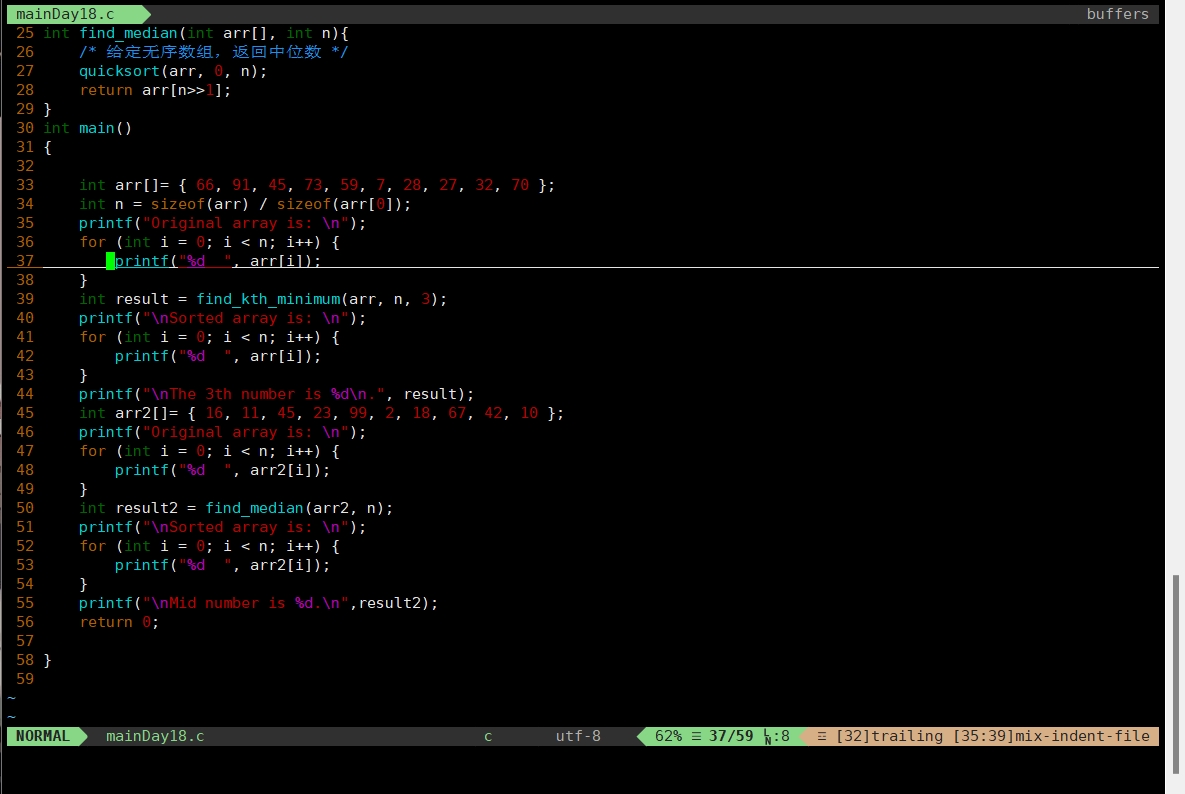 mainDay18.c buffers
25 int find_median(int arr[], int n){
26     /* 给定无序数组，返回中位数 */
27     quicksort(arr, 0, n);
28     return arr[n>>1];
29 }
30 int main()
31 {
32
33     int arr[]= { 66, 91, 45, 73, 59, 7, 28, 27, 32, 70 };
34     int n = sizeof(arr) / sizeof(arr[0]);
35     printf("Original array is: \n");
36     for (int i = 0; i < n; i++) {
37         printf("%d  ", arr[i]);
38     }
39     int result = find_kth_minimum(arr, n, 3);
40     printf("\nSorted array is: \n");
41     for (int i = 0; i < n; i++) {
42         printf("%d  ", arr[i]);
43     }
44     printf("\nThe 3th number is %d\n.", result);
45     int arr2[]= { 16, 11, 45, 23, 99, 2, 18, 67, 42, 10 };
46     printf("Original array is: \n");
47     for (int i = 0; i < n; i++) {
48         printf("%d  ", arr2[i]);
49     }
50     int result2 = find_median(arr2, n);
51     printf("\nSorted array is: \n");
52     for (int i = 0; i < n; i++) {
53         printf("%d  ", arr2[i]);
54     }
55     printf("\nMid number is %d.\n",result2);
56     return 0;
57
58 }
59
~
~
NORMAL mainDay18.c c utf-8 62% ☰ 37/59 ㏑:8 ☲ [32]trailing [35:39]mix-indent-file